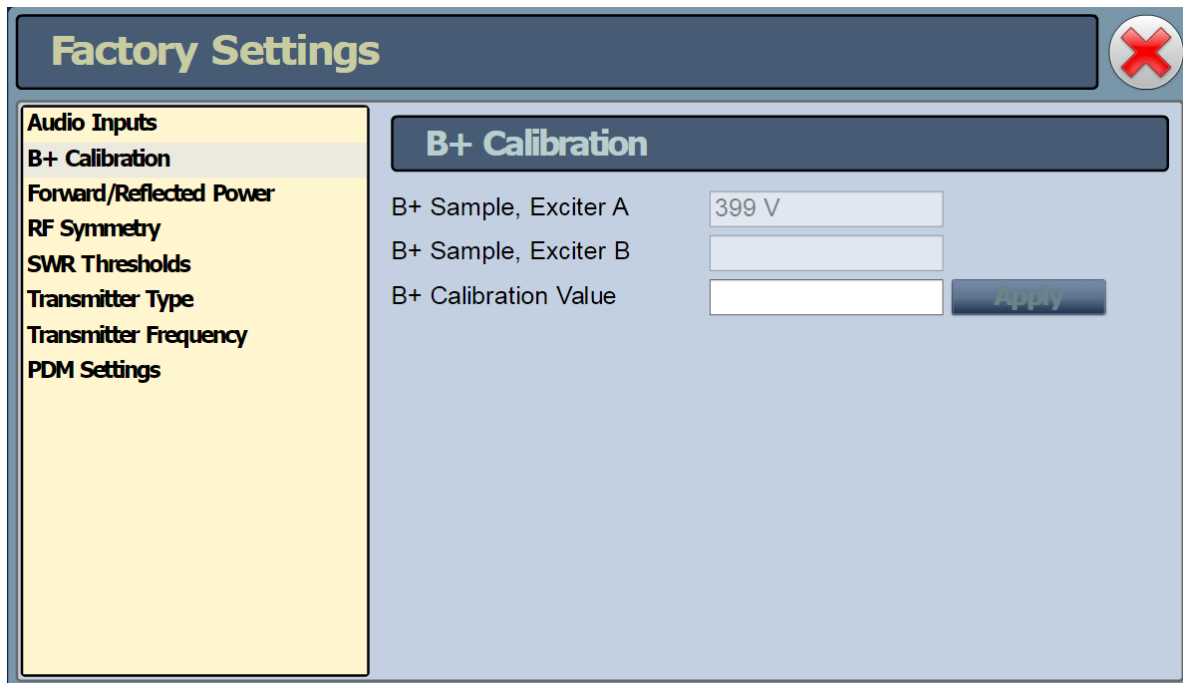 Factory Settings
Audio Inputs
B+ Calibration
Forward/Reflected Power
RF Symmetry
SWR Thresholds
Transmitter Type
Transmitter Frequency
PDM Settings
B+ Calibration
B+ Sample, Exciter A 399 V
B+ Sample, Exciter B
B+ Calibration Value Apply